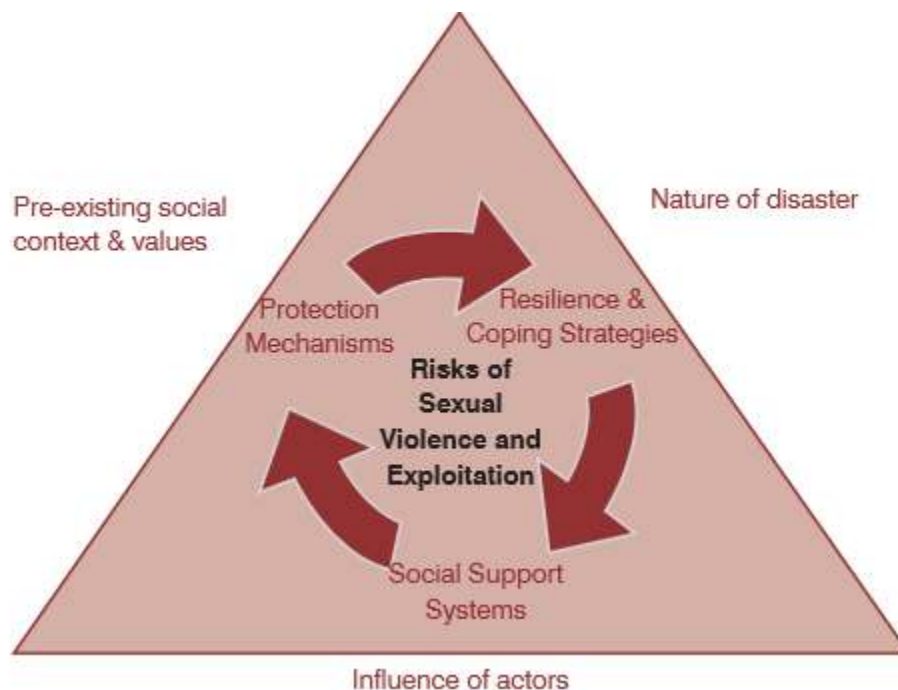 Pre-existing social
context & values
Nature of disaster
Protection
Mechanisms
Resilience &
Coping Strategies
Risks of
Sexual
Violence and
Exploitation
Social Support
Systems
Influence of actors